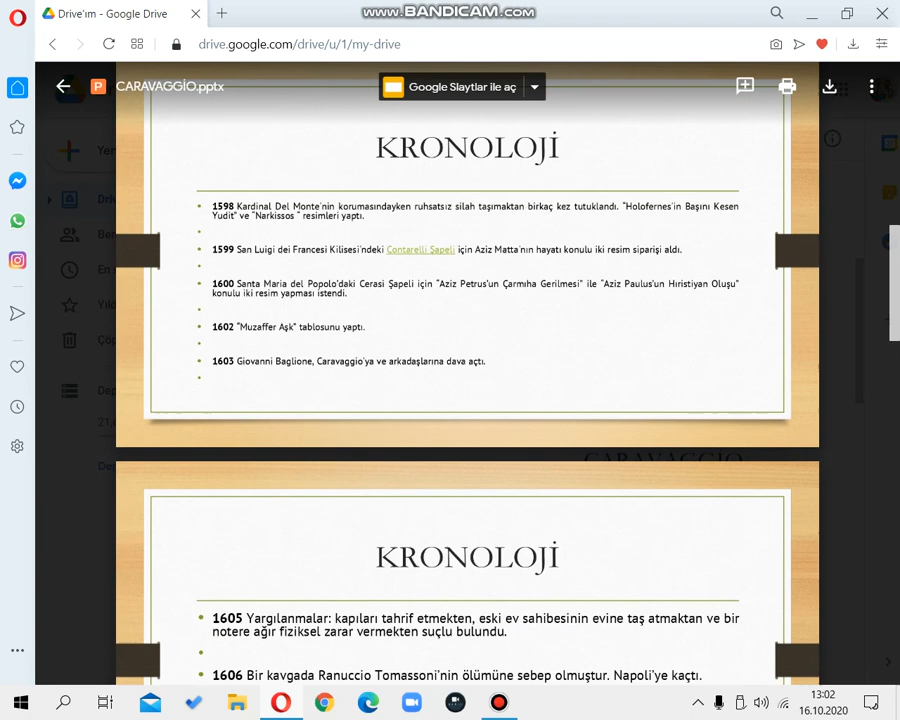 Drive'ım - Google Drive
www.BANDICAM.com
drive.google.com/drive/u/1/my-drive
CARAVAGGİO.pptx
Google Slaytlar ile aç
KRONOLOJİ
1598 Kardinal Del Monte'nin korumasındayken ruhsatsız silah taşımaktan birkaç kez tutuklandı. "Holofernes'in Başını Kesen
Yudit" ve "Narkissos " resimleri yaptı.
1599 San Luigi dei Francesi Kilisesi'ndeki Contarelli Şapeli için Aziz Matta'nın hayatı konulu iki resim siparişi aldı.
1600 Santa Maria del Popolo'daki Cerasi Şapeli için "Aziz Petrus'un Çarmıha Gerilmesi" ile "Aziz Paulus'un Hıristiyan Oluşu"
konulu iki resim yapması istendi.
1602 "Muzaffer Aşk" tablosunu yaptı.
1603 Giovanni Baglione, Caravaggio'ya ve arkadaşlarına dava açtı.
CARAVAGGİO
KRONOLOJİ
1605 Yargılanmalar: kapıları tahrif etmekten, eski ev sahibesinin evine taş atmaktan ve bir
notere ağır fiziksel zarar vermekten suçlu bulundu.
1606 Bir kavgada Ranuccio Tomassoni'nin ölümüne sebep olmuştur. Napoli'ye kaçtı.
13:02
16.10.2020